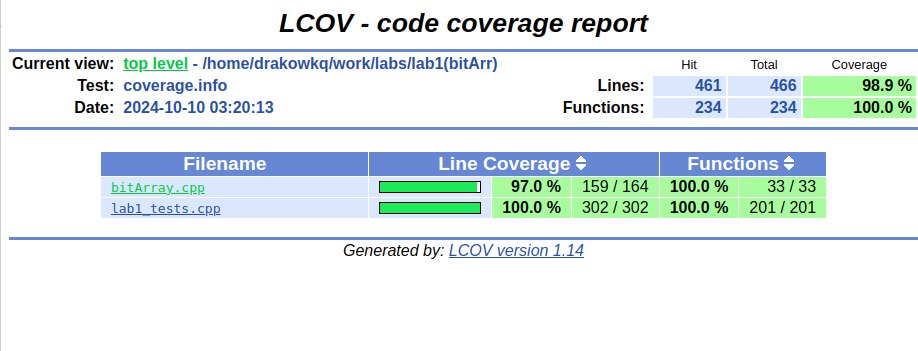 LCOV - code coverage report
Current view: top level - /home/drakowkq/work/labs/lab1(bitArr)
Hit Total Coverage
Test: coverage.info Lines: 461 466 98.9 %
Date: 2024-10-10 03:20:13 Functions: 234 234 100.0 %
Filename Line Coverage Functions
bitArray.cpp 97.0 % 159 / 164 100.0 % 33 / 33
lab1_tests.cpp 100.0 % 302 / 302 100.0 % 201 / 201
Generated by: LCOV version 1.14